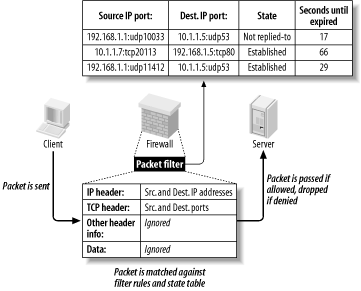 Source IP port: Dest. IP port: State Seconds until expired
192.168.1.1:udp10033 10.1.1.5:udp53 Not replied-to 17
10.1.1.7:tcp20113 192.168.1.5:tcp80 Established 66
192.168.1.1:udp11412 10.1.1.5:udp53 Established 29
Client
Firewall
Server
Packet filter
Packet is sent
Packet is passed if
allowed, dropped
if denied
IP header: Src. and Dest. IP addresses
TCP header: Src. and Dest. ports
Other header info: Ignored
Data: Ignored
Packet is matched against
filter rules and state table